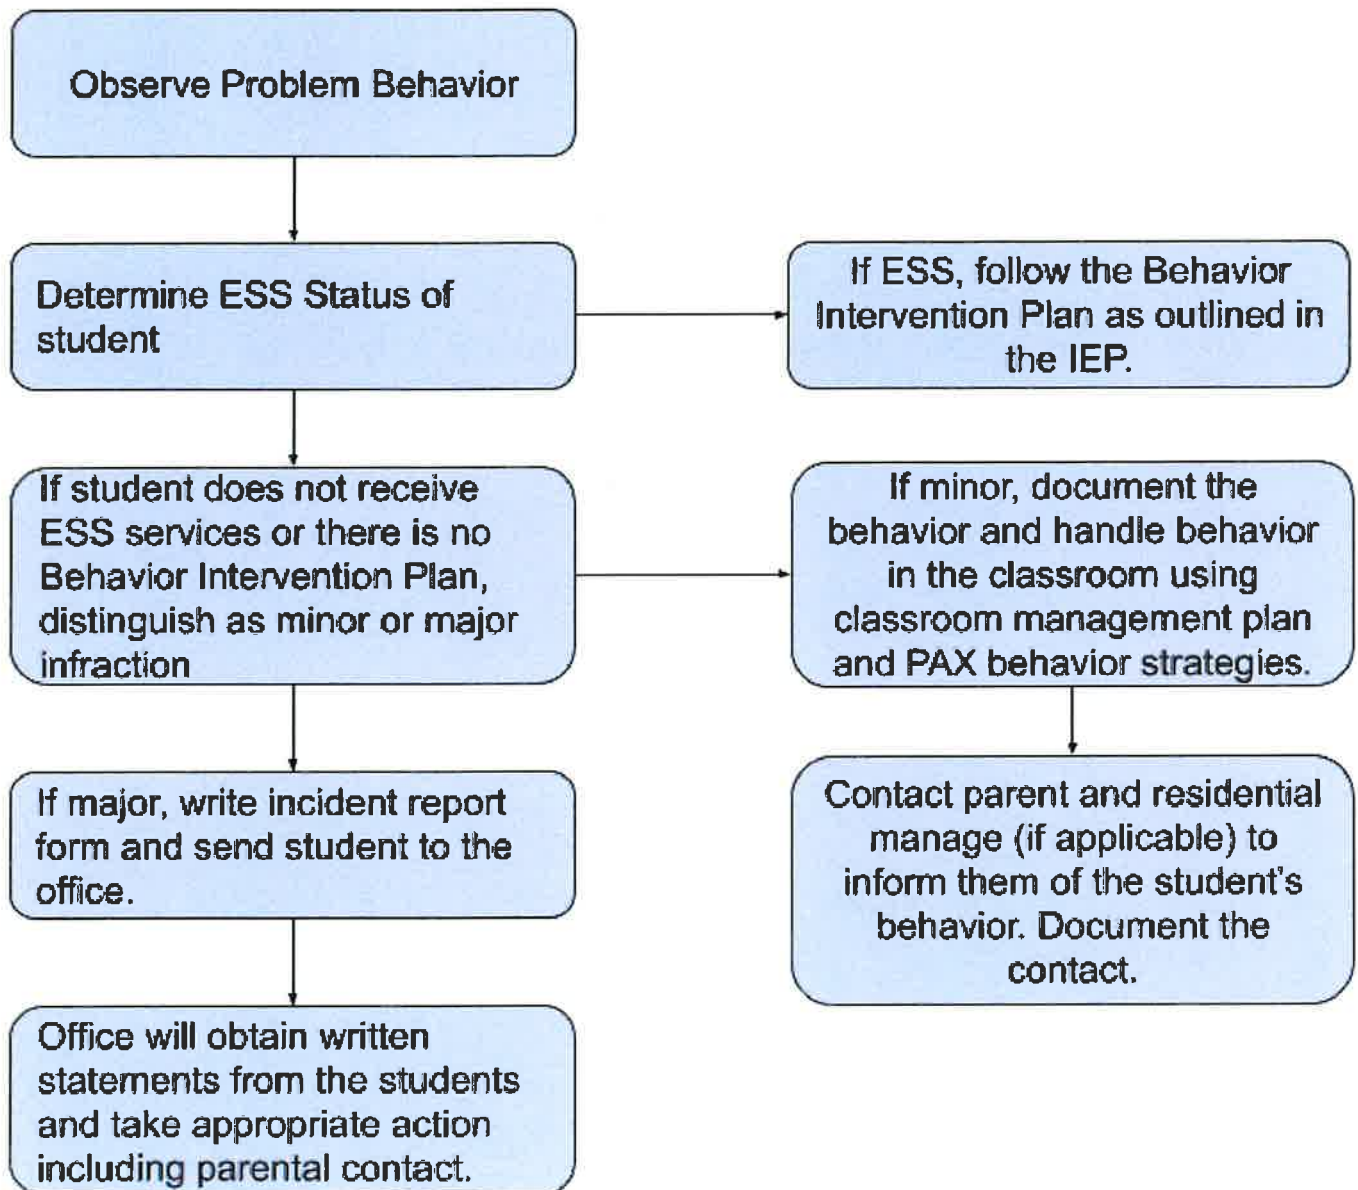 Observe Problem Behavior
Determine ESS Status of
student
If ESS, follow the Behavior
Intervention Plan as outlined in
the IEP.
If student does not receive
ESS services or there is no
Behavior Intervention Plan,
distinguish as minor or major
infraction
If minor, document the
behavior and handle behavior
in the classroom using
classroom management plan
and PAX behavior strategies.
If major, write incident report
form and send student to the
office.
Contact parent and residential
manage (if applicable) to
inform them of the student's
behavior. Document the
contact.
Office will obtain written
statements from the students
and take appropriate action
including parental contact.